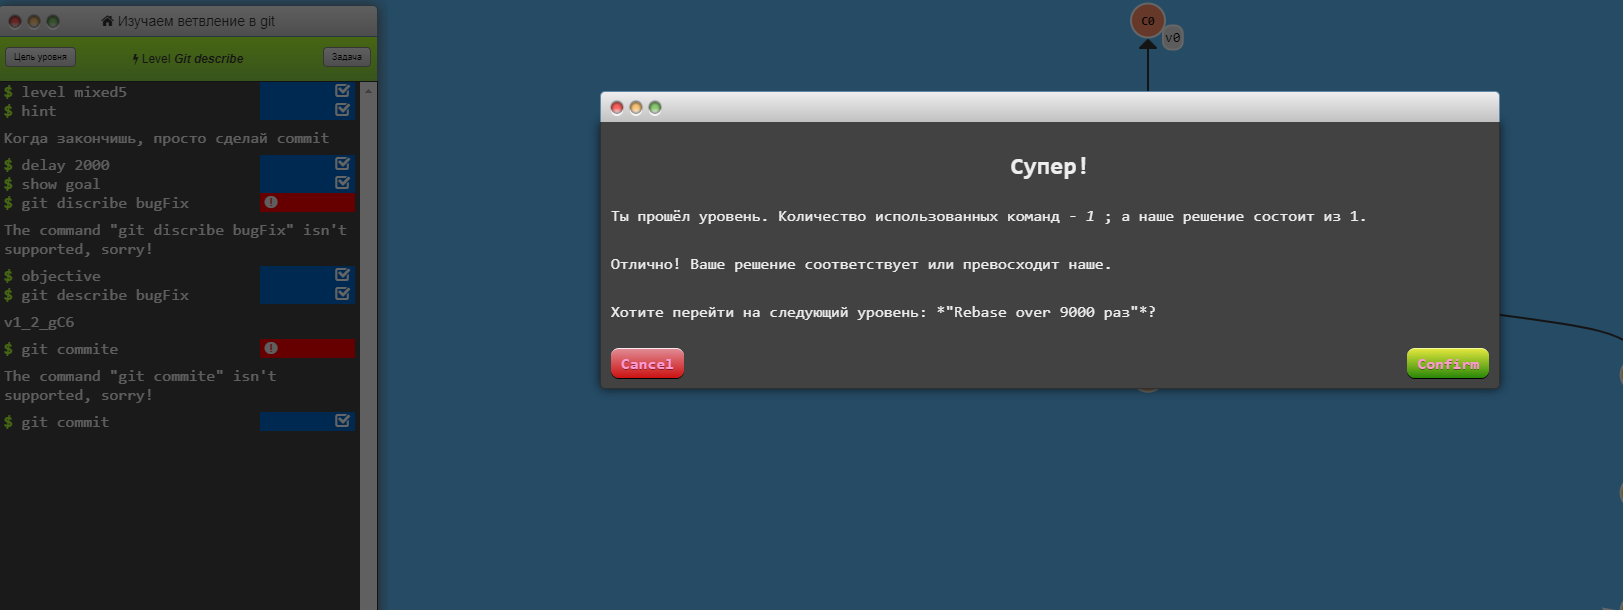 Изучаем ветвление в git
Цель уровня
Level Git describe
Задача
$ level mixed5
$ hint
Когда закончишь, просто сделай commit
$ delay 2000
$ show goal
$ git discribe bugFix
The command "git discribe bugFix" isn't
supported, sorry!
$ objective
$ git describe bugFix
v1_2_gC6
$ git commite
The command "git commite" isn't
supported, sorry!
$ git commit
C0
v0
Супер!
Ты прошёл уровень. Количество использованных команд - 1 ; а наше решение состоит из 1.
Отлично! Ваше решение соответствует или превосходит наше.
Хотите перейти на следующий уровень: *"Rebase over 9000 раз"*?
Cancel
Confirm